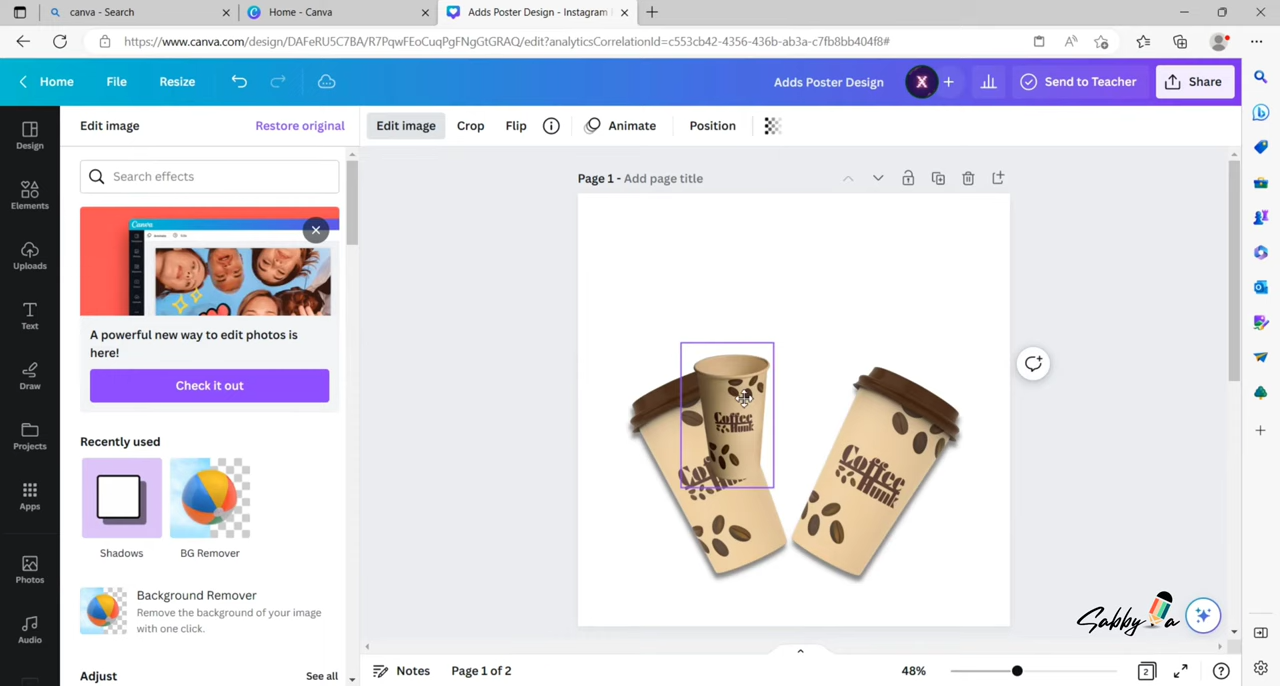 canva - Search
Home - Canva
Adds Poster Design - Instagram
https://www.canva.com/design/DAFeRU5C7BA/R7PqwFEoCuqPgFNgGtGRAQ/edit?analyticsCorrelationId=c553cb42-4356-436b-ab3a-c7fb8bb404f8#
Home
File
Resize
Adds Poster Design
X
Send to Teacher
Share
Design
Elements
Uploads
Text
Draw
Projects
Apps
Photos
Audio
Edit image
Restore original
Search effects
Canva
A powerful new way to edit photos is
here!
Check it out
Recently used
Shadows
BG Remover
Background Remover
Remove the background of your image
with one click.
Adjust
See all
Edit image
Crop
Flip
Animate
Position
Page 1 - Add page title
Coffee
Hunk
Coffee
Hunk
Sabby
Notes
Page 1 of 2
48%
2